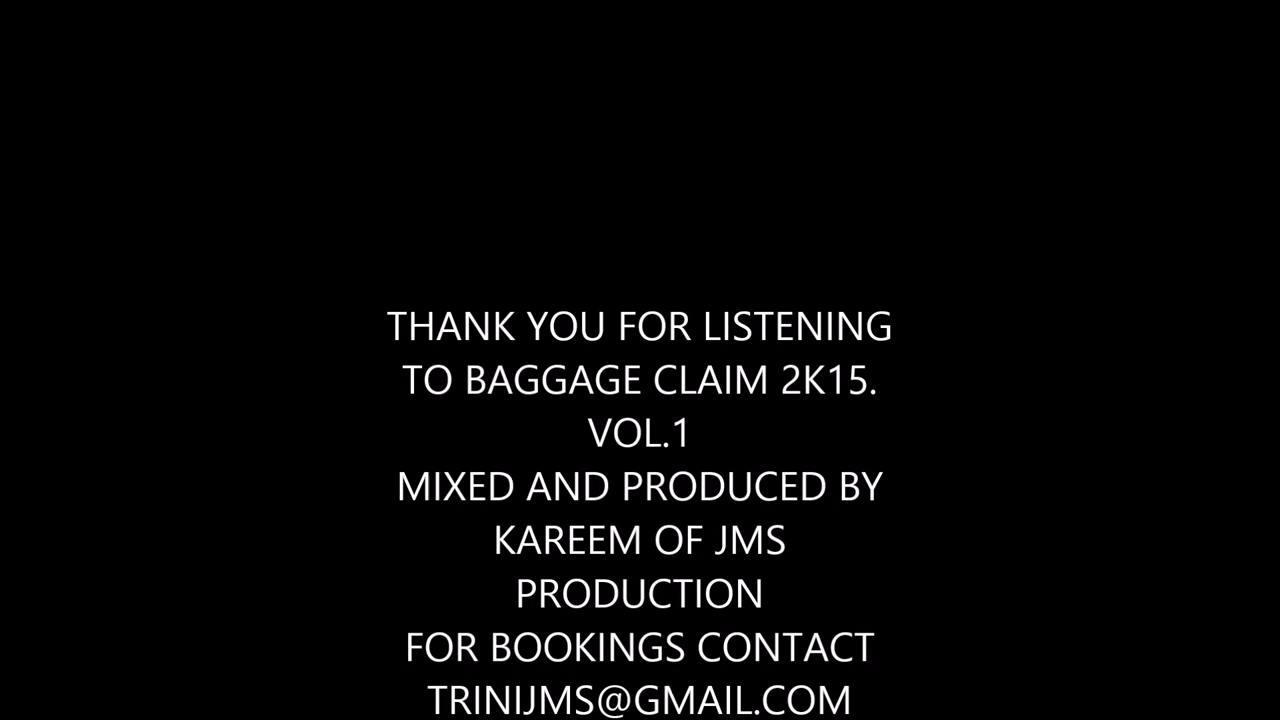 THANK YOU FOR LISTENING
TO BAGGAGE CLAIM 2K15.
VOL.1
MIXED AND PRODUCED BY
KAREEM OF JMS
PRODUCTION
FOR BOOKINGS CONTACT
TRINIJMS@GMAIL.COM